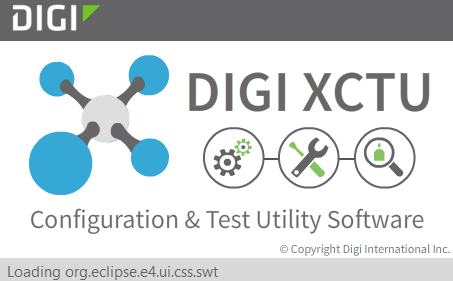 DIGI
DIGI XCTU
Configuration & Test Utility Software
© Copyright Digi International Inc.
Loading org.eclipse.e4.ui.css.swt